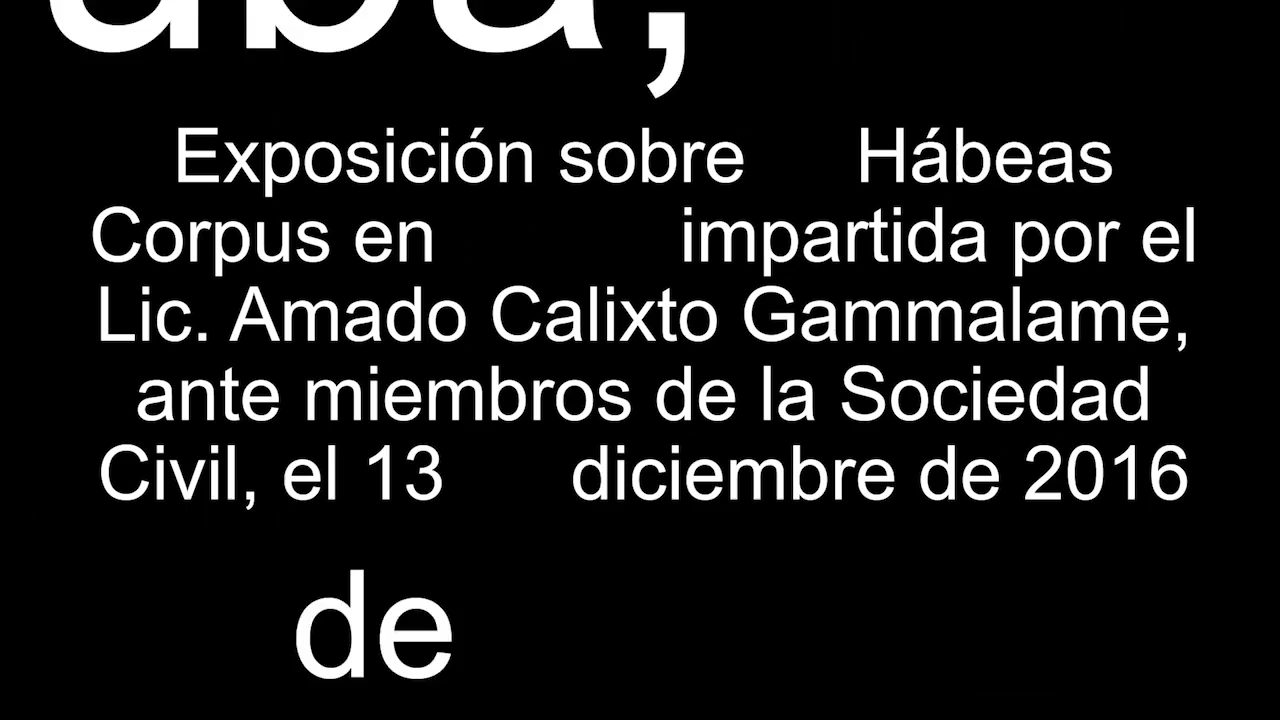 uba,
Exposición sobre Hábeas
Corpus en impartida por el
Lic. Amado Calixto Gammalame,
ante miembros de la Sociedad
Civil, el 13 diciembre de 2016
de